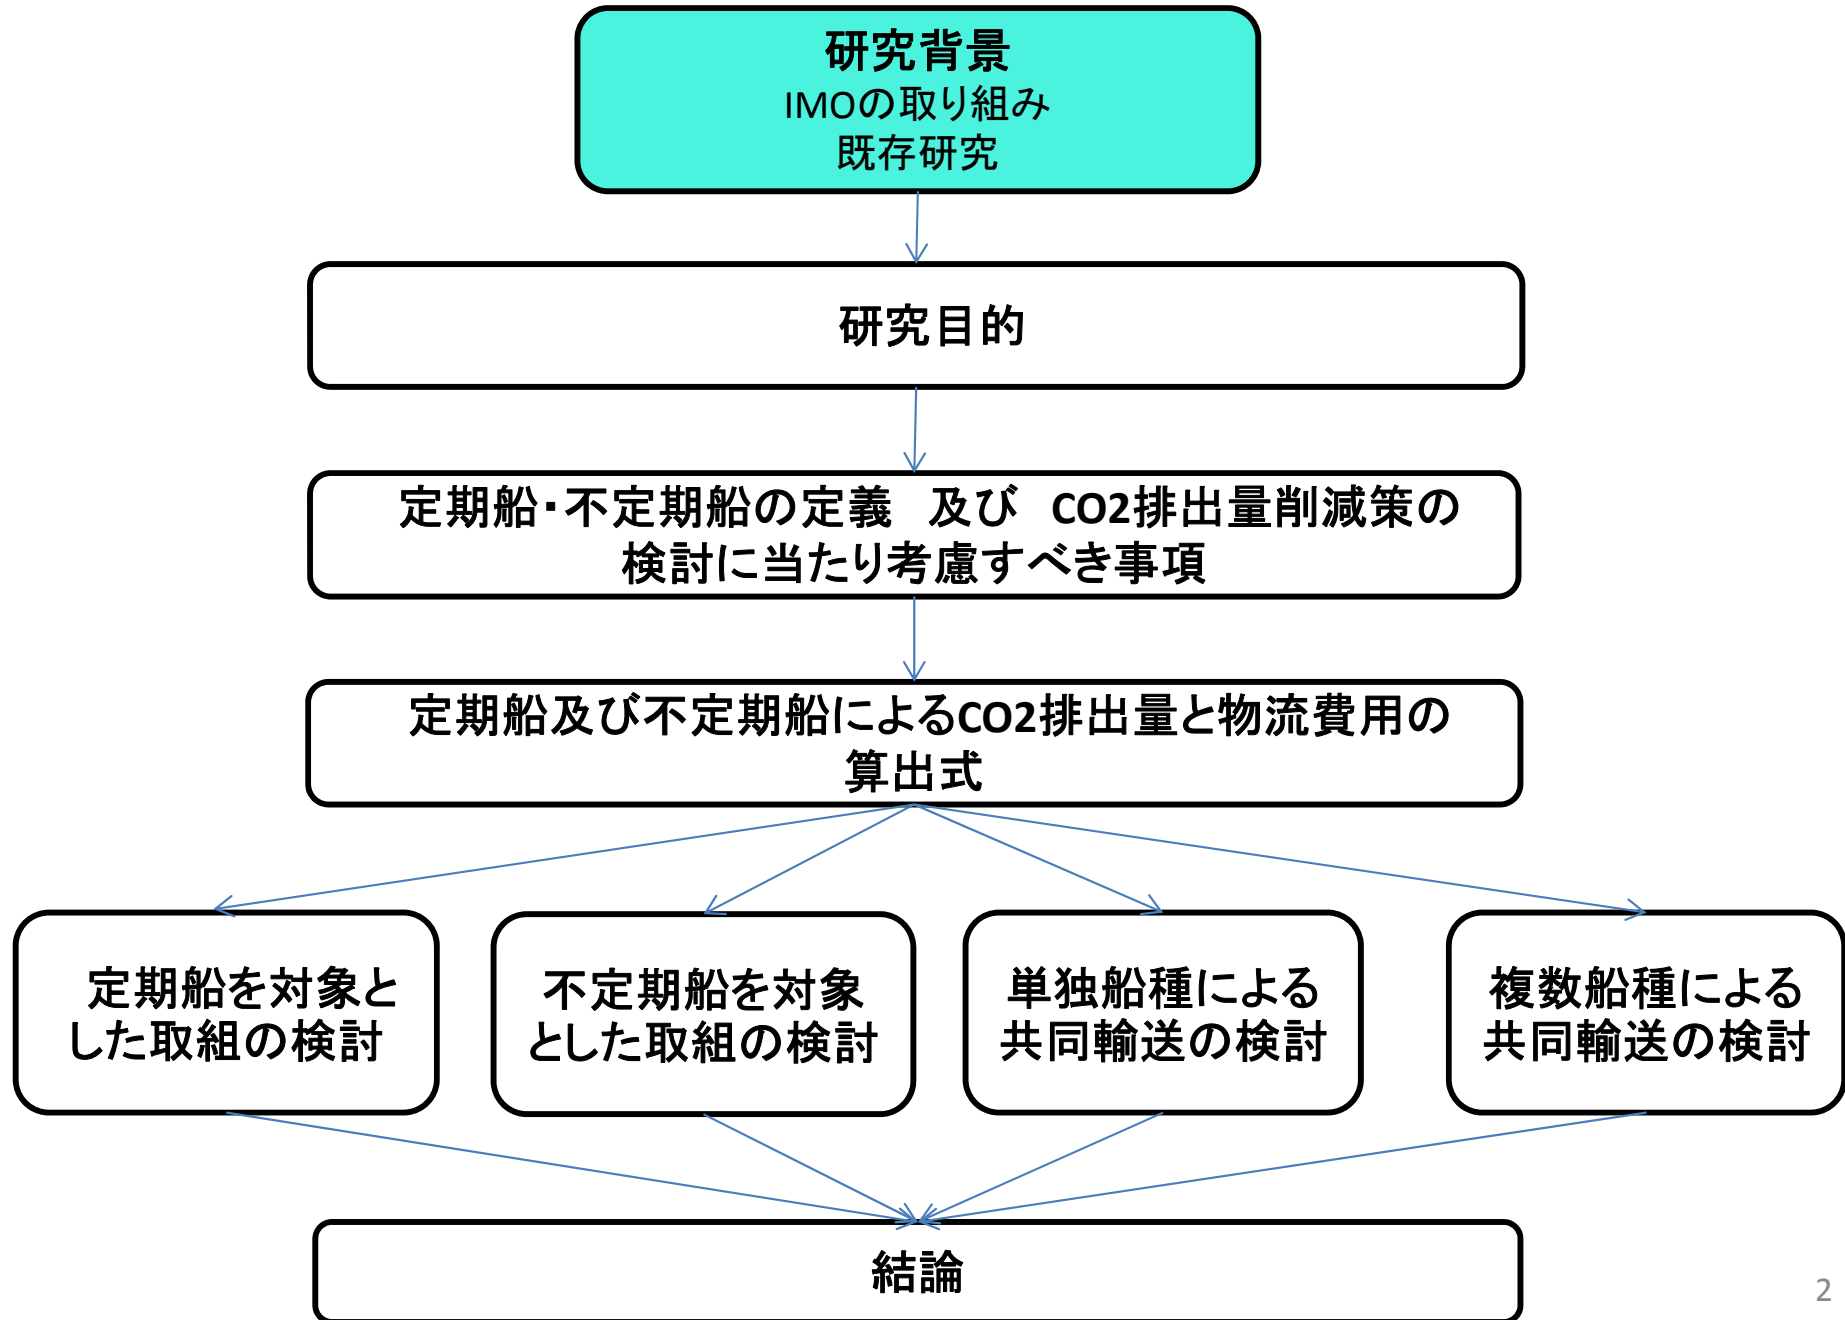 研究背景
IMOの取り組み
既存研究
研究目的
定期船・不定期船の定義　及び　CO2排出量削減策の
検討に当たり考慮すべき事項
定期船及び不定期船によるCO2排出量と物流費用の
算出式
定期船を対象と
した取組の検討
不定期船を対象
とした取組の検討
単独船種による
共同輸送の検討
複数船種による
共同輸送の検討
結論
2